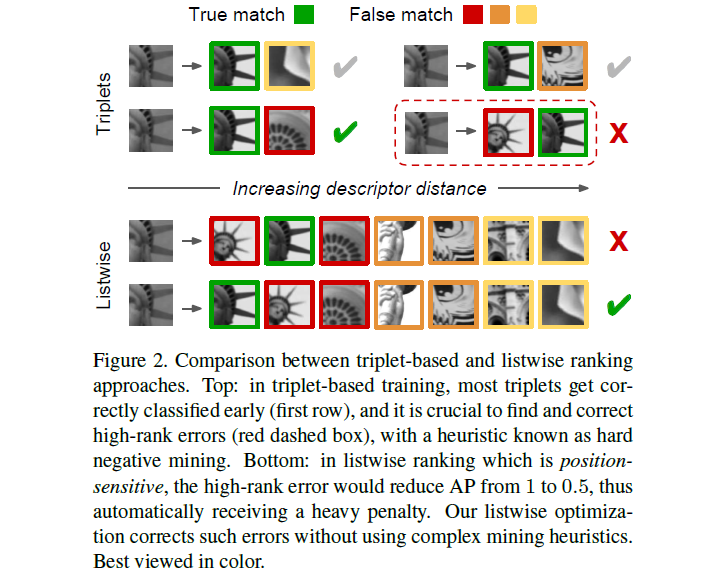 True match False match
Triplets
X
Increasing descriptor distance
Listwise
X
Figure 2. Comparison between triplet-based and listwise ranking
approaches. Top: in triplet-based training, most triplets get cor-
rectly classified early (first row), and it is crucial to find and correct
high-rank errors (red dashed box), with a heuristic known as hard
negative mining. Bottom: in listwise ranking which is position-
sensitive, the high-rank error would reduce AP from 1 to 0.5, thus
automatically receiving a heavy penalty. Our listwise optimiza-
tion corrects such errors without using complex mining heuristics.
Best viewed in color.